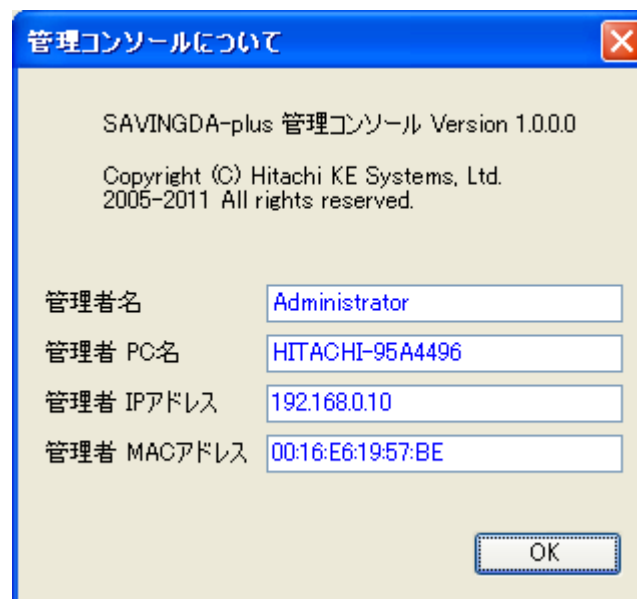 管理コンソールについて
SAVINGDA-plus 管理コンソール Version 1.0.0.0
Copyright (C) Hitachi KE Systems, Ltd.
2005-2011 All rights reserved.
管理者名 Administrator
管理者 PC名 HITACHI-95A4496
管理者 IPアドレス 192.168.0.10
管理者 MACアドレス 00:16:E6:19:57:BE
OK